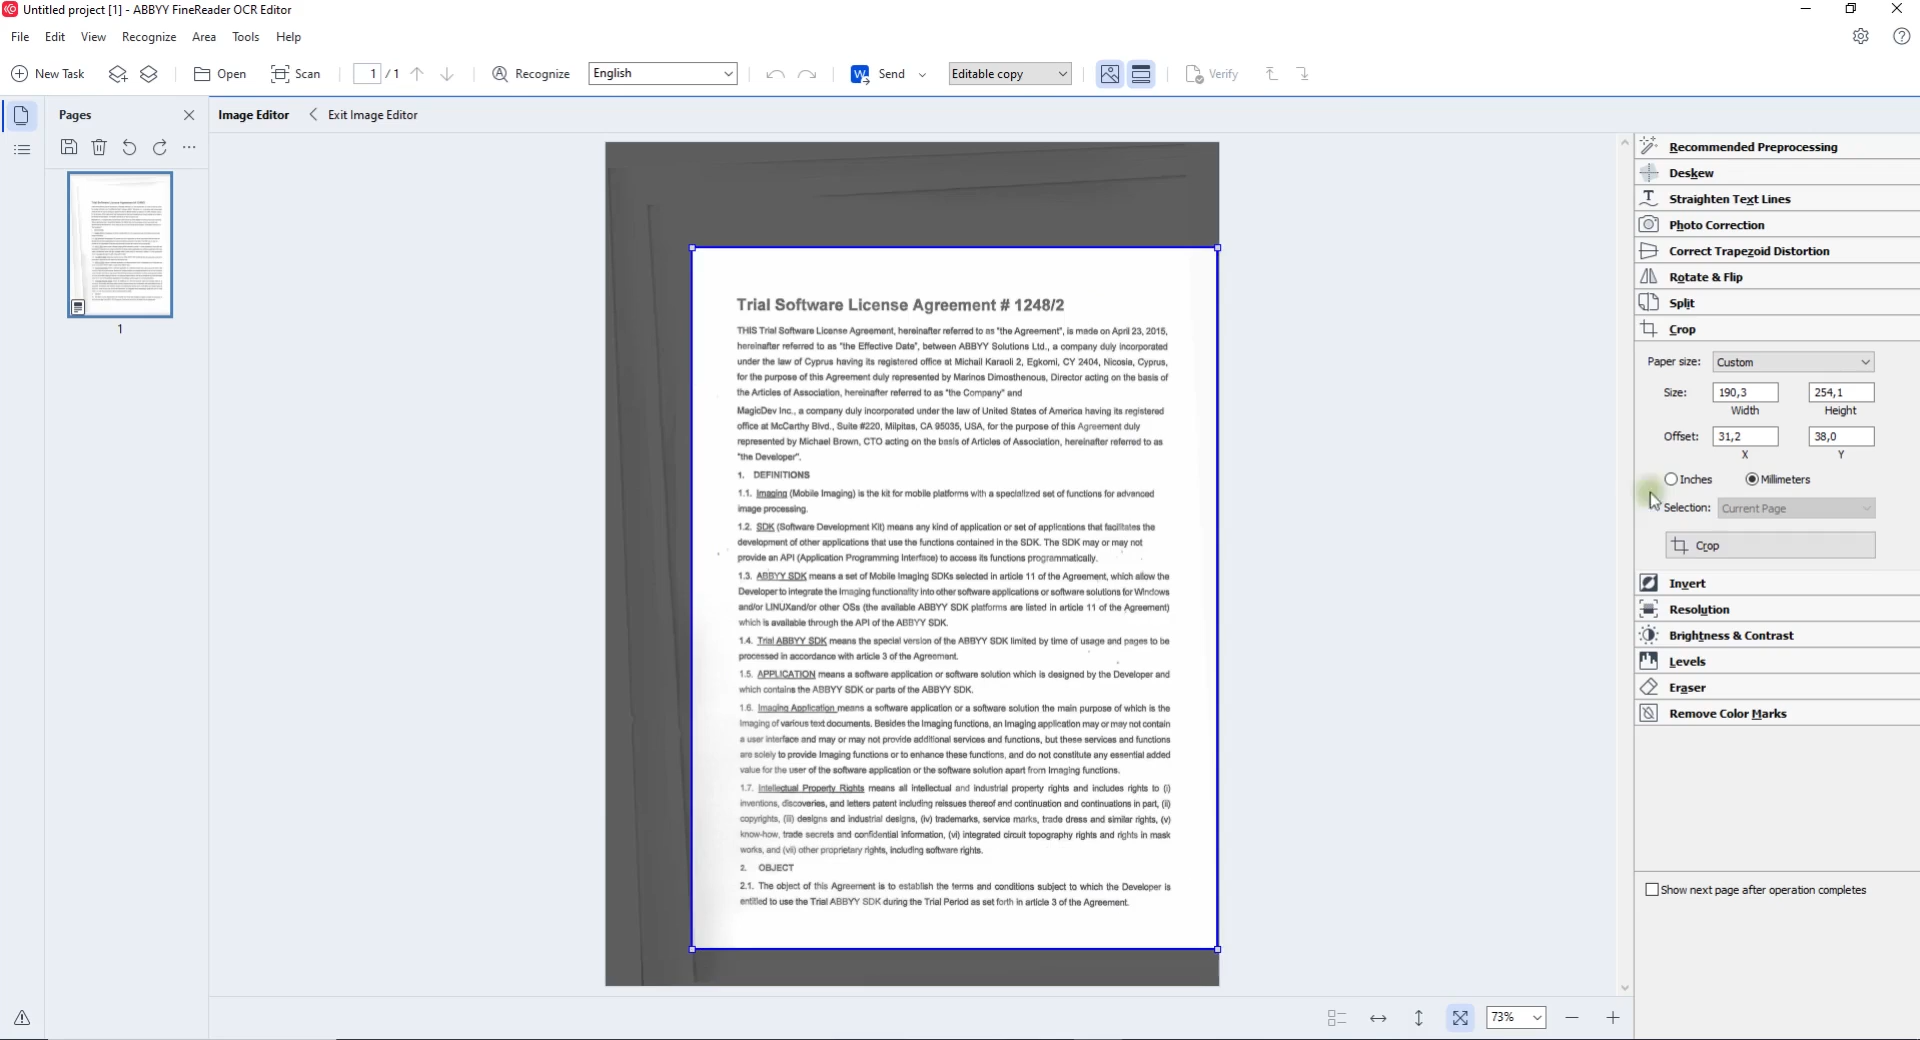 Untitled project [1] - ABBYY FineReader OCR Editor
File Edit View Recognize Area Tools Help
New Task Open Scan 1 / 1 Recognize English Send Editable copy Verify
Pages
Image Editor Exit Image Editor
1
Trial Software License Agreement # 1248/2
THIS Trial Software License Agreement, hereinafter referred to as "the Agreement", is made on April 23, 2015,
hereinafter referred to as "the Effective Date", between ABBYY Solutions Ltd., a company duly incorporated
under the law of Cyprus having its registered office at Michail Karaoli 2, Egkomi, CY 2404, Nicosia, Cyprus,
for the purpose of this Agreement duly represented by Marinos Dimosthenous, Director acting on the basis of
the Articles of Association, hereinafter referred to as "the Company" and
MagicDev Inc., a company duly incorporated under the law of United States of America having its registered
office at McCarthy Blvd., Suite #220, Milpitas, CA 95035, USA, for the purpose of this Agreement duly
represented by Michael Brown, CTO acting on the basis of Articles of Association, hereinafter referred to as
"the Developer".
1. DEFINITIONS
1.1. Imaging (Mobile Imaging) is the kit for mobile platforms with a specialized set of functions for advanced
image processing.
1.2. SDK (Software Development Kit) means any kind of application or set of applications that facilitates the
development of other applications that use the functions contained in the SDK. The SDK may or may not
provide an API (Application Programming Interface) to access its functions programmatically.
1.3. ABBYY SDK means a set of Mobile Imaging SDKs selected in article 11 of the Agreement, which allow the
Developer to integrate the Imaging functionality into other software applications or software solutions for Windows
and/or LINUXand/or other OSs (the available ABBYY SDK platforms are listed in article 11 of the Agreement)
which is available through the API of the ABBYY SDK.
1.4. Trial ABBYY SDK means the special version of the ABBYY SDK limited by time of usage and pages to be
processed in accordance with article 3 of the Agreement.
1.5. APPLICATION means a software application or software solution which is designed by the Developer and
which contains the ABBYY SDK or parts of the ABBYY SDK.
1.6. Imaging Application means a software application or a software solution the main purpose of which is the
Imaging of various text documents. Besides the Imaging functions, an Imaging application may or may not contain
a user interface and may or may not provide additional services and functions, but these services and functions
are solely to provide Imaging functions or to enhance these functions, and do not constitute any essential added
value for the user of the software application or the software solution apart from Imaging functions.
1.7. Intellectual Property Rights means all intellectual and industrial property rights and includes rights to (i)
inventions, discoveries, and letters patent including reissues thereof and continuation and continuations in part, (ii)
copyrights, (iii) designs and industrial designs, (iv) trademarks, service marks, trade dress and similar rights, (v)
know-how, trade secrets and confidential information, (vi) integrated circuit topography rights and rights in mask
works, and (vii) other proprietary rights, including software rights.
2. OBJECT
2.1. The object of this Agreement is to establish the terms and conditions subject to which the Developer is
entitled to use the Trial ABBYY SDK during the Trial Period as set forth in article 3 of the Agreement.
Recommended Preprocessing
Deskew
Straighten Text Lines
Photo Correction
Correct Trapezoid Distortion
Rotate & Flip
Split
Crop
Paper size: Custom
Size: 190,3 254,1
Width Height
Offset: 31,2 38,0
X Y
Inches Millimeters
Selection: Current Page
Crop
Invert
Resolution
Brightness & Contrast
Levels
Eraser
Remove Color Marks
Show next page after operation completes
73%